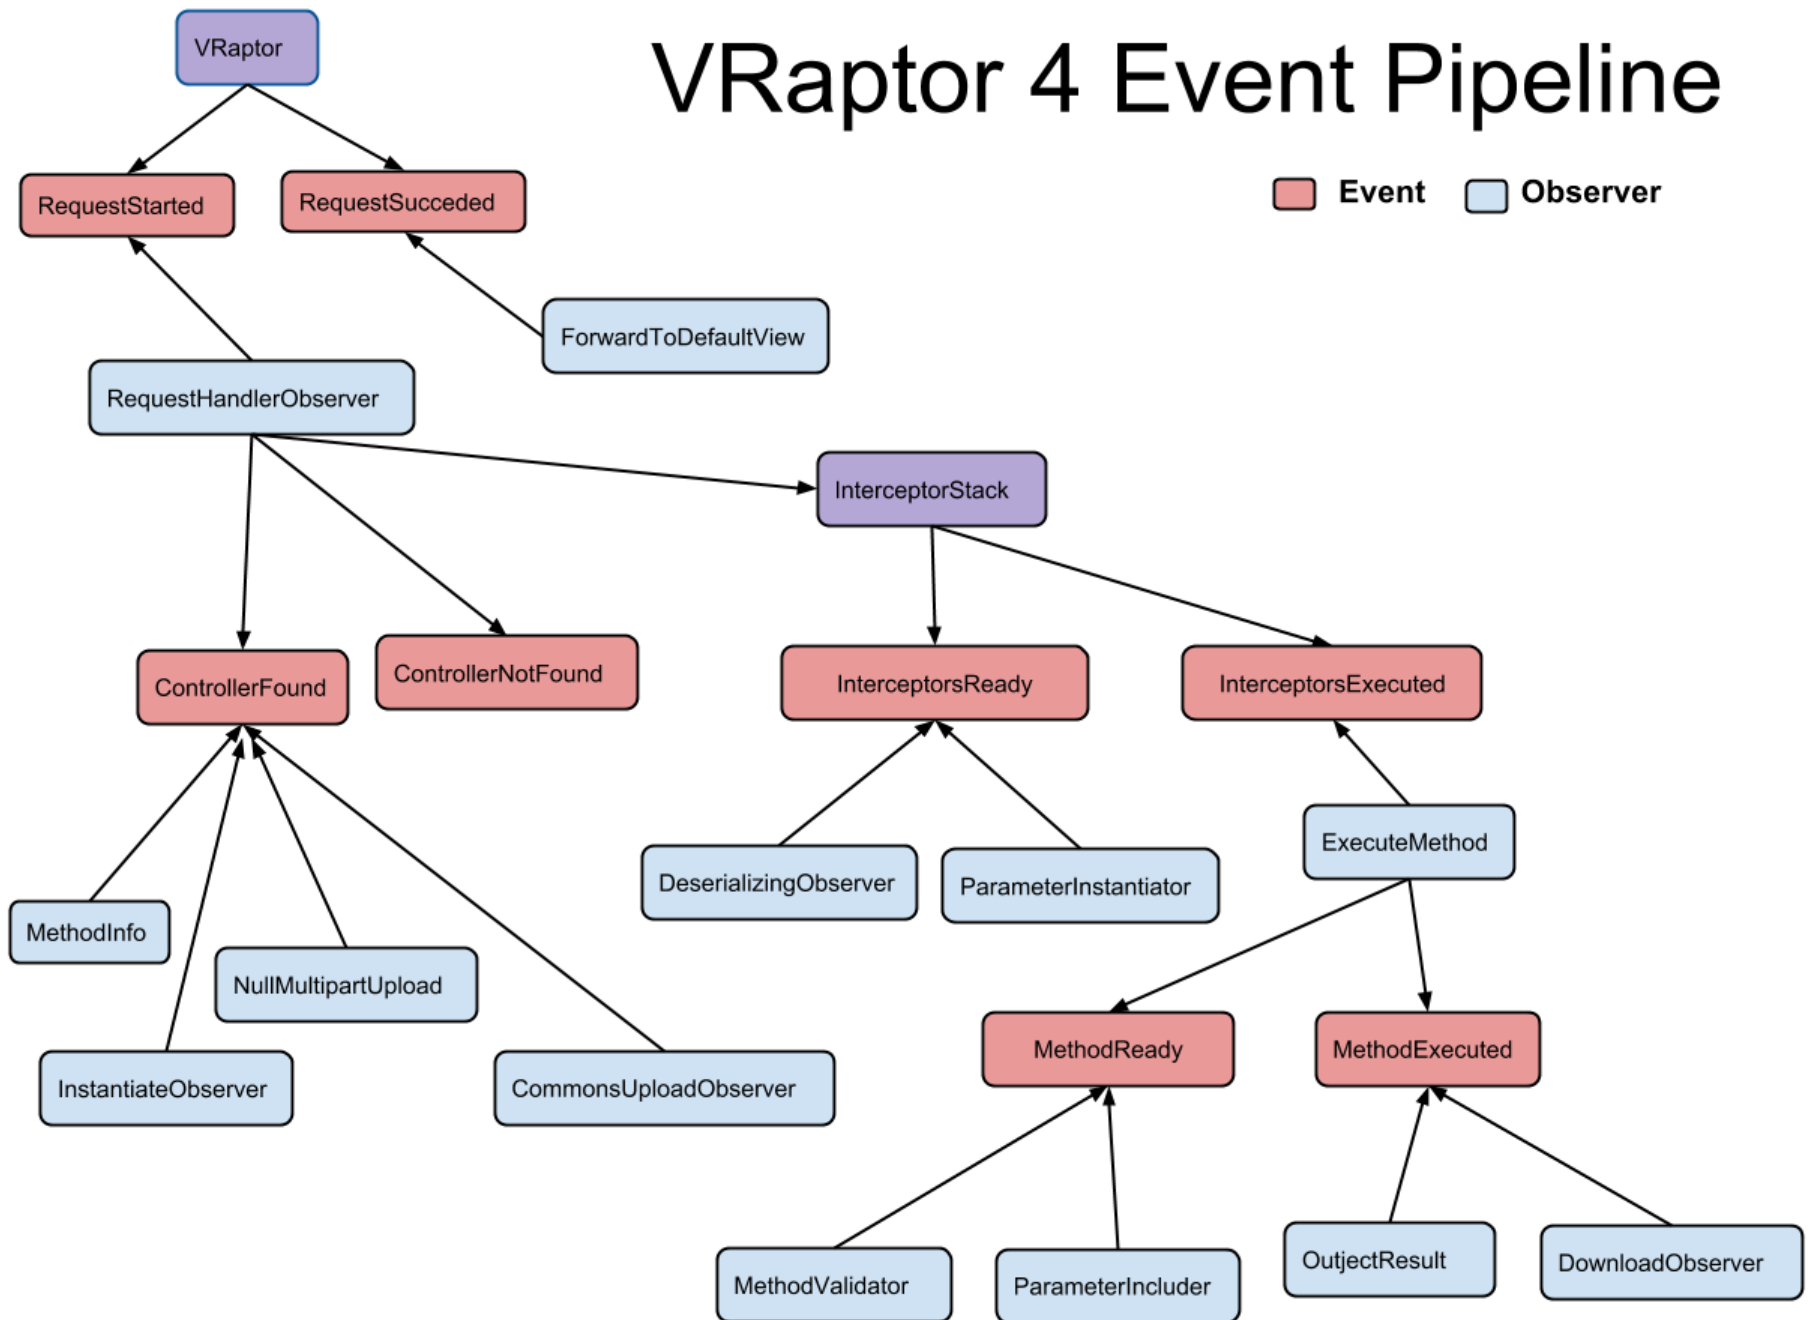 VRaptor 4 Event Pipeline
VRaptor
Event
Observer
RequestStarted
RequestSucceded
ForwardToDefaultView
RequestHandlerObserver
InterceptorStack
ControllerFound
ControllerNotFound
InterceptorsReady
InterceptorsExecuted
ExecuteMethod
DeserializingObserver
ParameterInstantiator
MethodInfo
NullMultipartUpload
InstantiateObserver
CommonsUploadObserver
MethodReady
MethodExecuted
MethodValidator
ParameterIncluder
OutjectResult
DownloadObserver